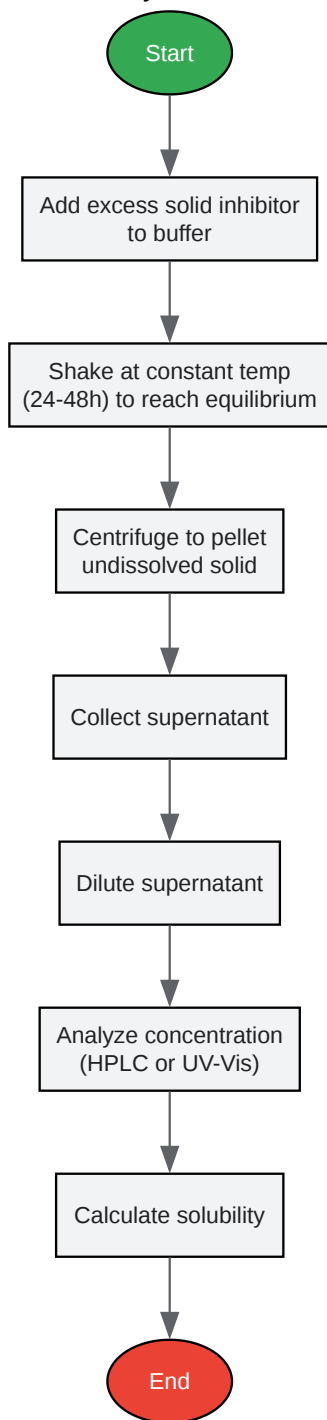 Start
Add excess solid inhibitor
to buffer
Shake at constant temp
(24-48h) to reach equilibrium
Centrifuge to pellet
undissolved solid
Collect supernatant
Dilute supernatant
Analyze concentration
(HPLC or UV-Vis)
Calculate solubility
End